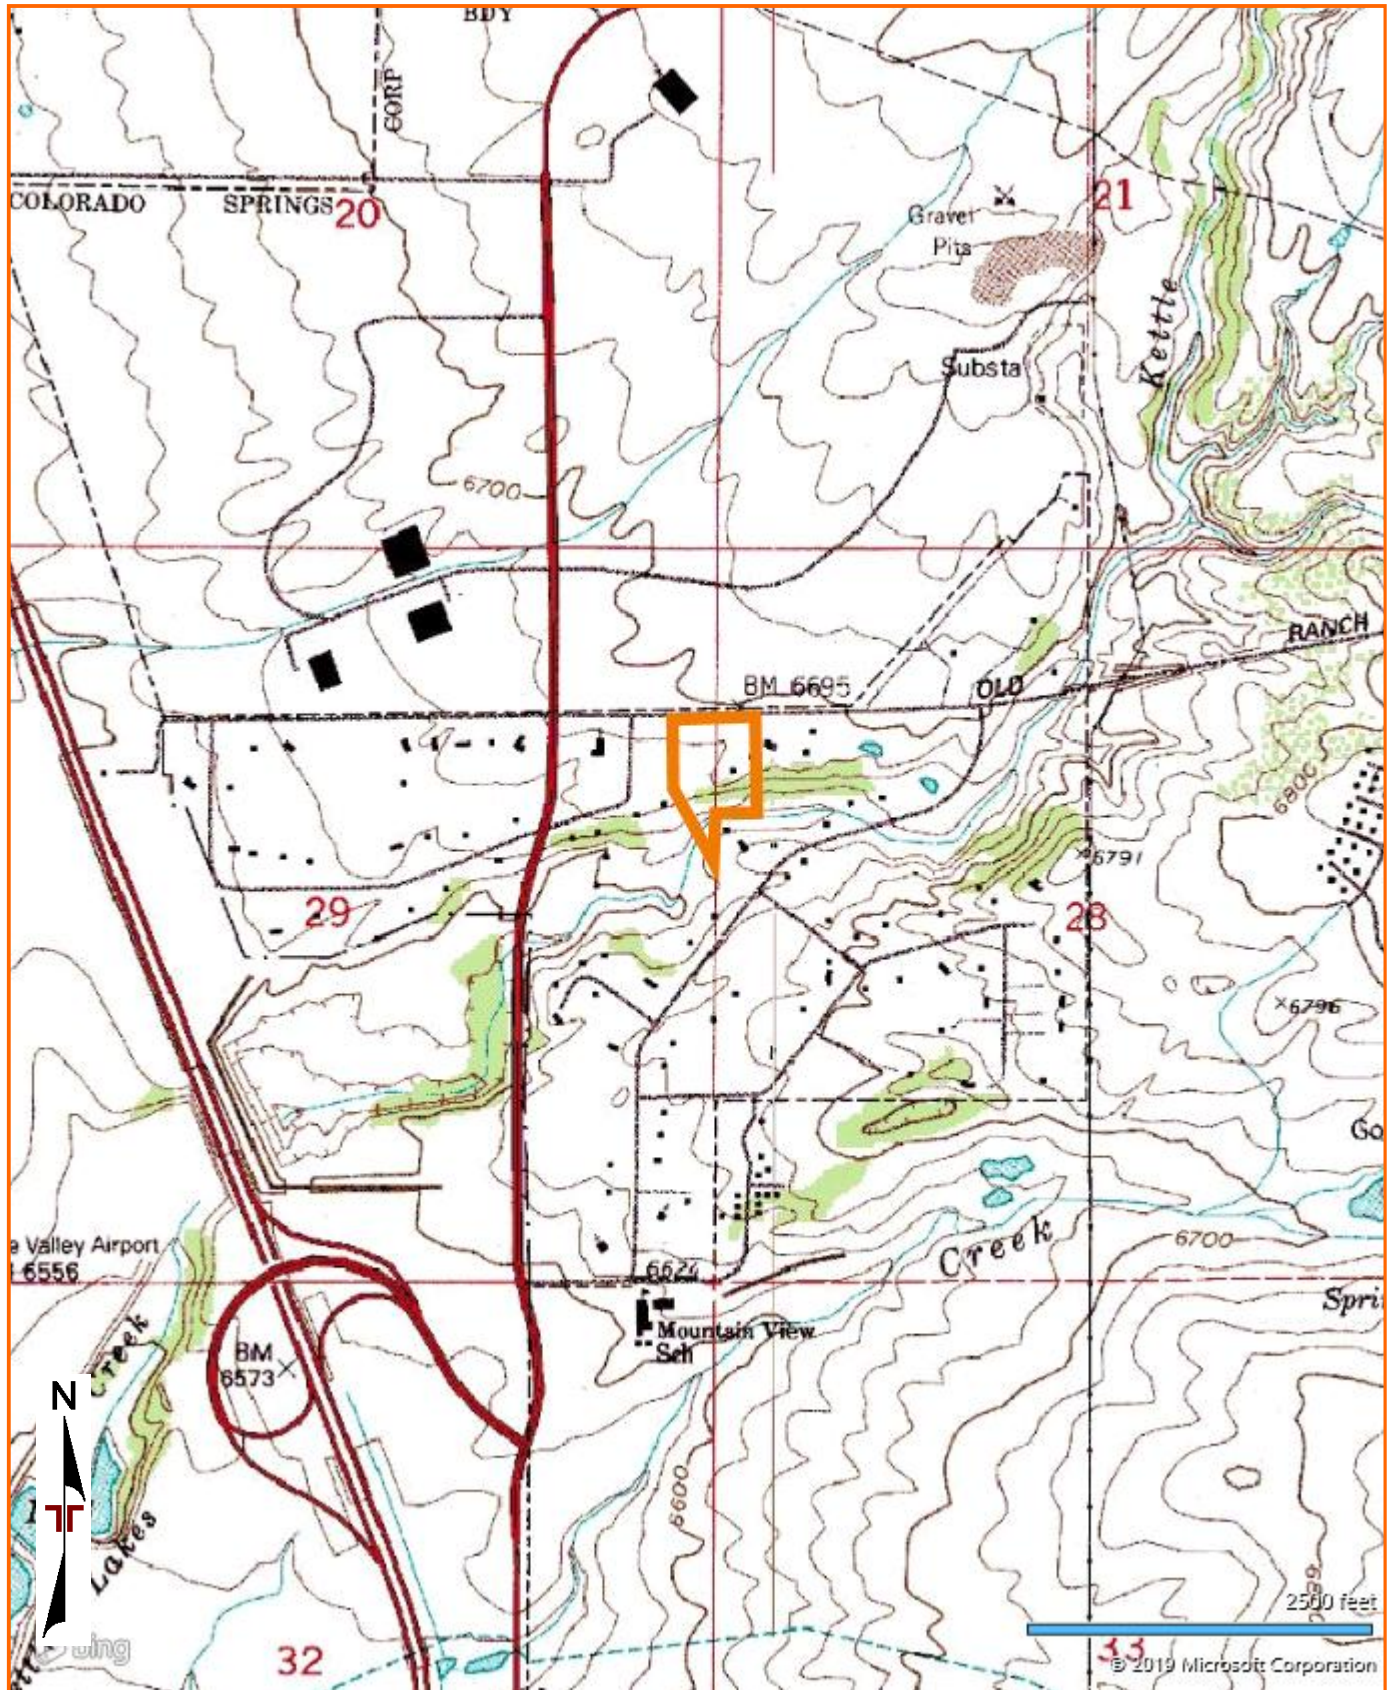 BDY
CORP
COLORADO SPRINGS
20
21
Gravel
Pits
Kettle
Substa
6700
RANCH
BM 6695
OLD
6800
6791
29
28
6796
Go
Creek
6700
e Valley Airport
6556
6624
Spri
Mountain View
Sch
Creek
BM
6573
N
6600
Lakes
2500 feet
bing
32
33
© 2019 Microsoft Corporation